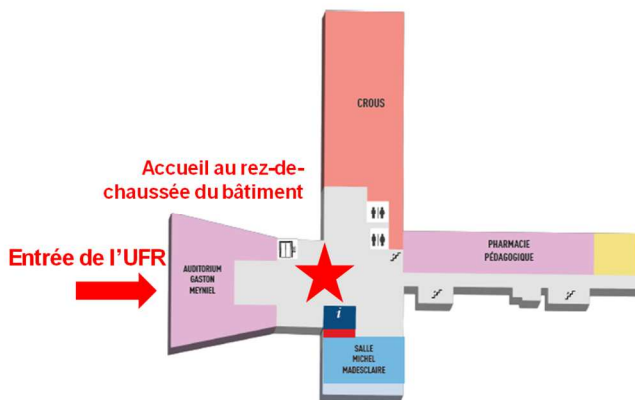 CROUS
Accueil au rez-de-
chaussée du bâtiment
Entrée de l'UFR
AUDITORIUM
GASTON
MEYNIEL
PHARMACIE
PÉDAGOGIQUE
i
SALLE
MICHEL
MADESCLAIRE